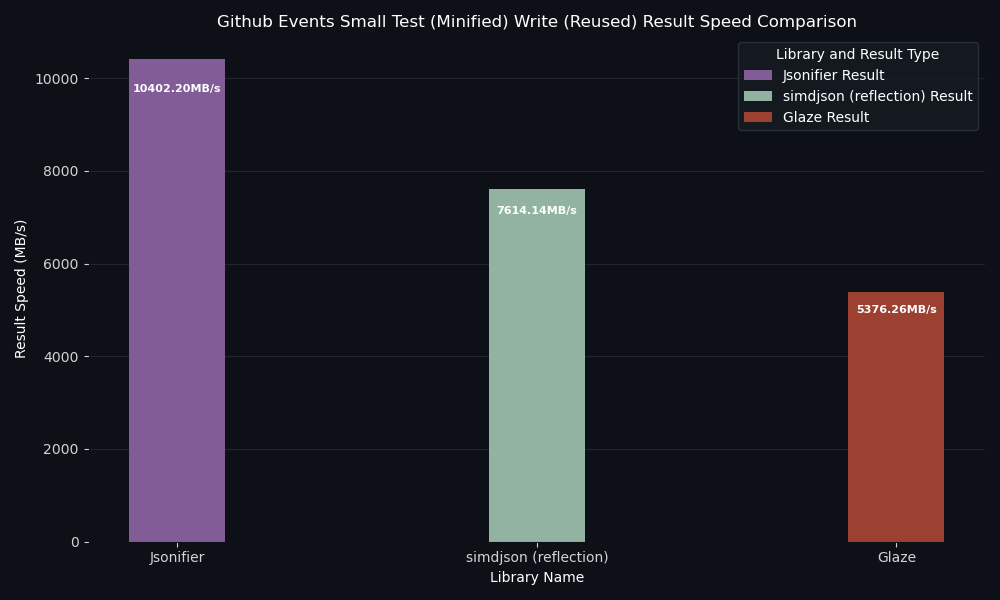 Github Events Small Test (Minified) Write (Reused) Result Speed Comparison
Library and Result Type
Jsonifier Result
simdjson (reflection) Result
Glaze Result
10000
8000
6000
4000
2000
0
Result Speed (MB/s)
10402.20MB/s
7614.14MB/s
5376.26MB/s
Jsonifier
simdjson (reflection)
Glaze
Library Name